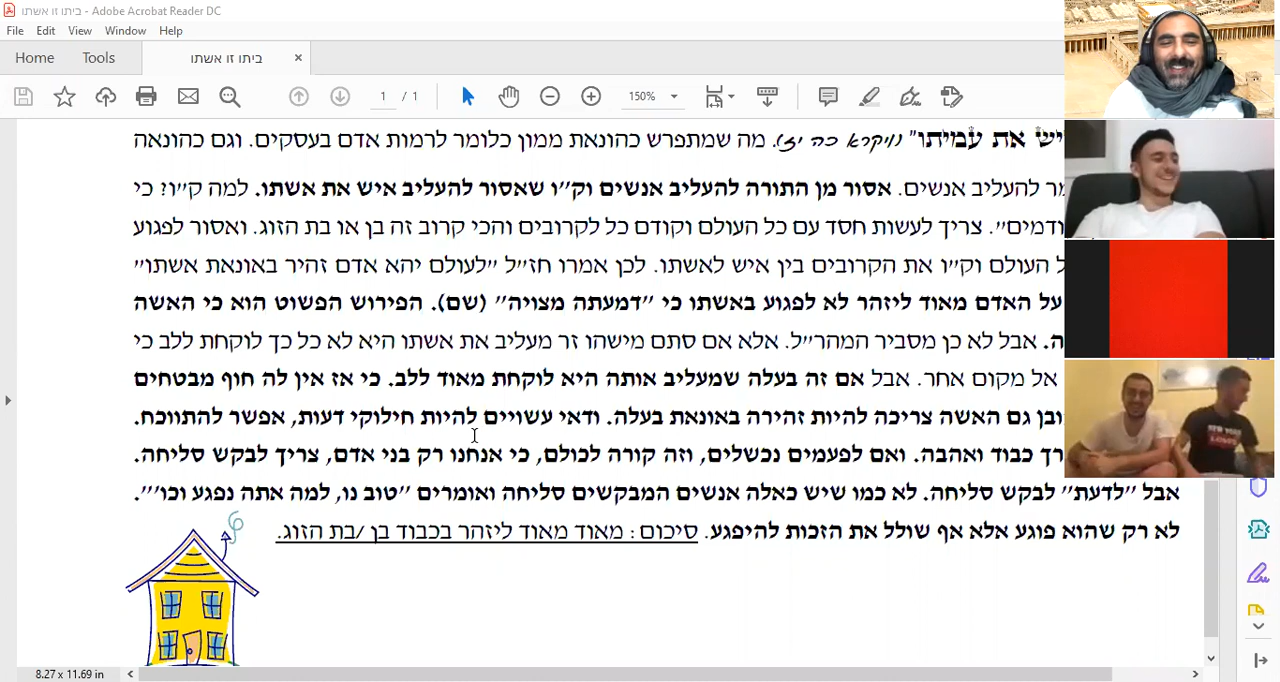 ביתו זו אשתו - Adobe Acrobat Reader DC
File Edit View Window Help
Home Tools ביתו זו אשתו ×
1 / 1 150%
יש את עמיתו" (ויקרא כה יז). מה שמתפרש כהונאת ממון כלומר לרמות אדם בעסקים. וגם כהונאה
מר להעליב אנשים. אסור מן התורה להעליב אנשים וק"ו שאסור להעליב איש את אשתו. למה ק"ו? כי
ודמים". צריך לעשות חסד עם כל העולם וקודם כל לקרובים והכי קרוב זה בן או בת הזוג. ואסור לפגוע
ל העולם וק"ו את הקרובים בין איש לאשתו. לכן אמרו חז"ל "לעולם יהא אדם זהיר באונאת אשתו"
על האדם מאוד ליזהר לא לפגוע באשתו כי "דמעתה מצויה" (שם). הפירוש הפשוט הוא כי האשה
ה. אבל לא כן מסביר המהר"ל. אלא אם סתם מישהו זר מעליב את אשתו היא לא כל כך לוקחת ללב כי
אל מקום אחר. אבל אם זה בעלה שמעליב אותה היא לוקחת מאוד ללב. כי אז אין לה חוף מבטחים
ובן גם האשה צריכה להיות זהירה באונאת בעלה. ודאי עשויים להיות חילוקי דעות, אפשר להתווכח.
רך כבוד ואהבה. ואם לפעמים נכשלים, וזה קורה לכולם, כי אנחנו רק בני אדם, צריך לבקש סליחה.
אבל "לדעת" לבקש סליחה. לא כמו שיש כאלה אנשים המבקשים סליחה ואומרים "טוב נו, למה אתה נפגע וכו'".
לא רק שהוא פוגע אלא אף שולל את הזכות להיפגע. סיכום: מאוד מאוד ליזהר בכבוד בן /בת הזוג.
NEW YORK
8.27 x 11.69 in